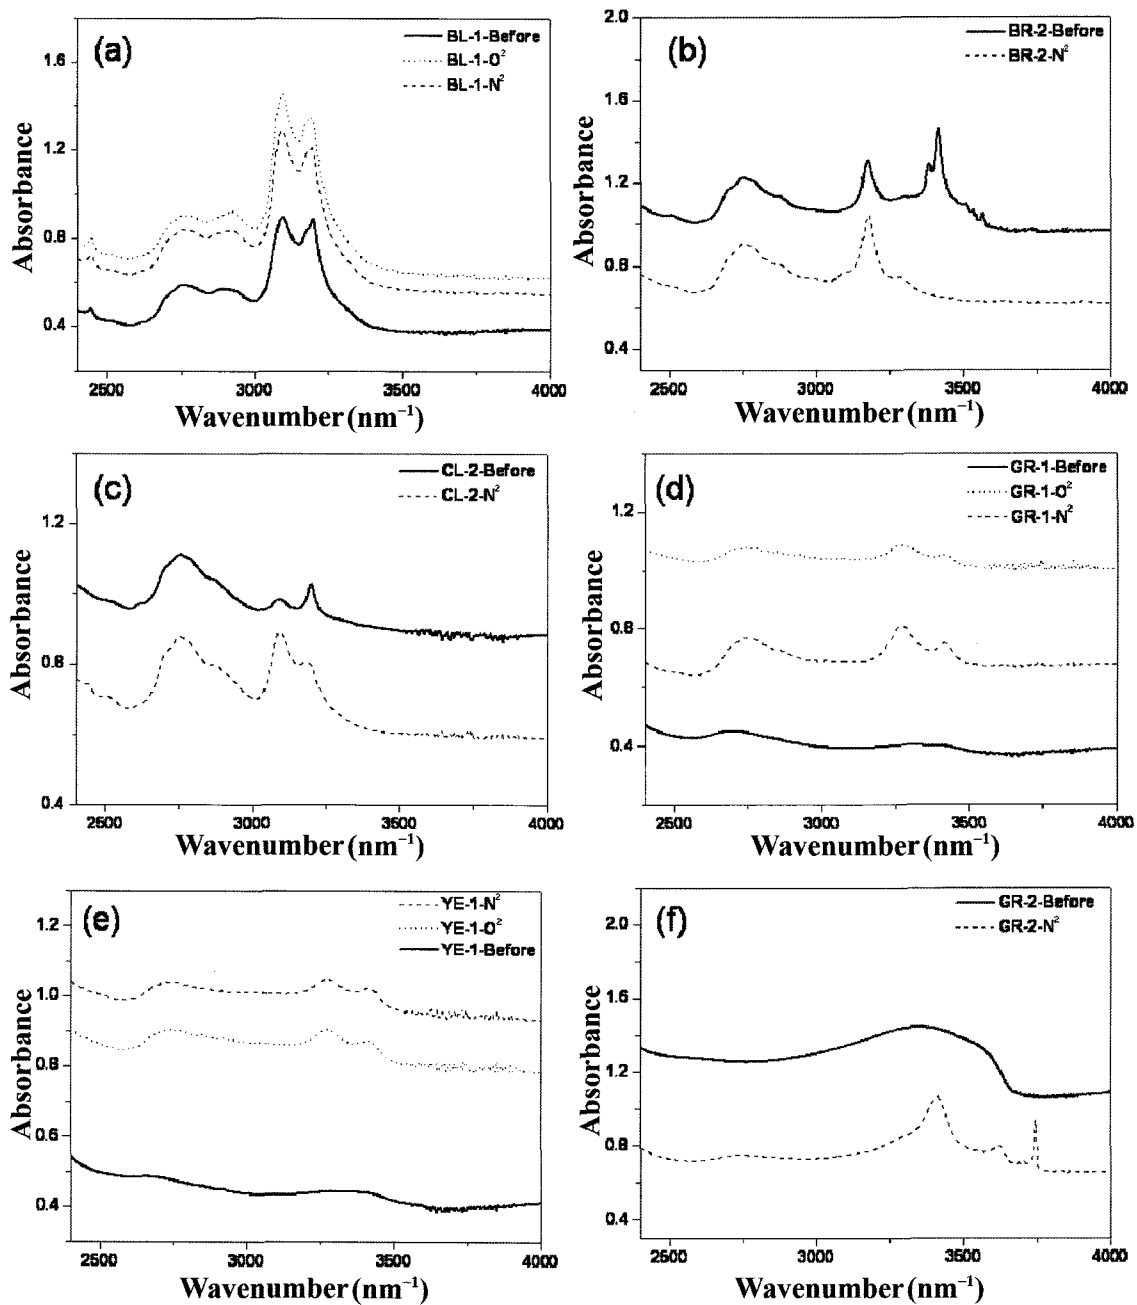 (a)
BL-1-Before
BL-1-O²
BL-1-N²
1.6
1.2
0.8
0.4
Absorbance
2500 3000 3500 4000
Wavenumber (nm⁻¹)
(b)
BR-2-Before
BR-2-N²
2.0
1.6
1.2
0.8
0.4
Absorbance
2500 3000 3500 4000
Wavenumber (nm⁻¹)
(c)
CL-2-Before
CL-2-N²
1.2
0.8
0.4
Absorbance
2500 3000 3500 4000
Wavenumber (nm⁻¹)
(d)
GR-1-Before
GR-1-O²
GR-1-N²
1.2
0.8
0.4
Absorbance
2500 3000 3500 4000
Wavenumber (nm⁻¹)
(e)
YE-1-N²
YE-1-O²
YE-1-Before
1.2
1.0
0.8
0.6
0.4
Absorbance
2500 3000 3500 4000
Wavenumber (nm⁻¹)
(f)
GR-2-Before
GR-2-N²
2.0
1.6
1.2
0.8
0.4
Absorbance
2500 3000 3500 4000
Wavenumber (nm⁻¹)